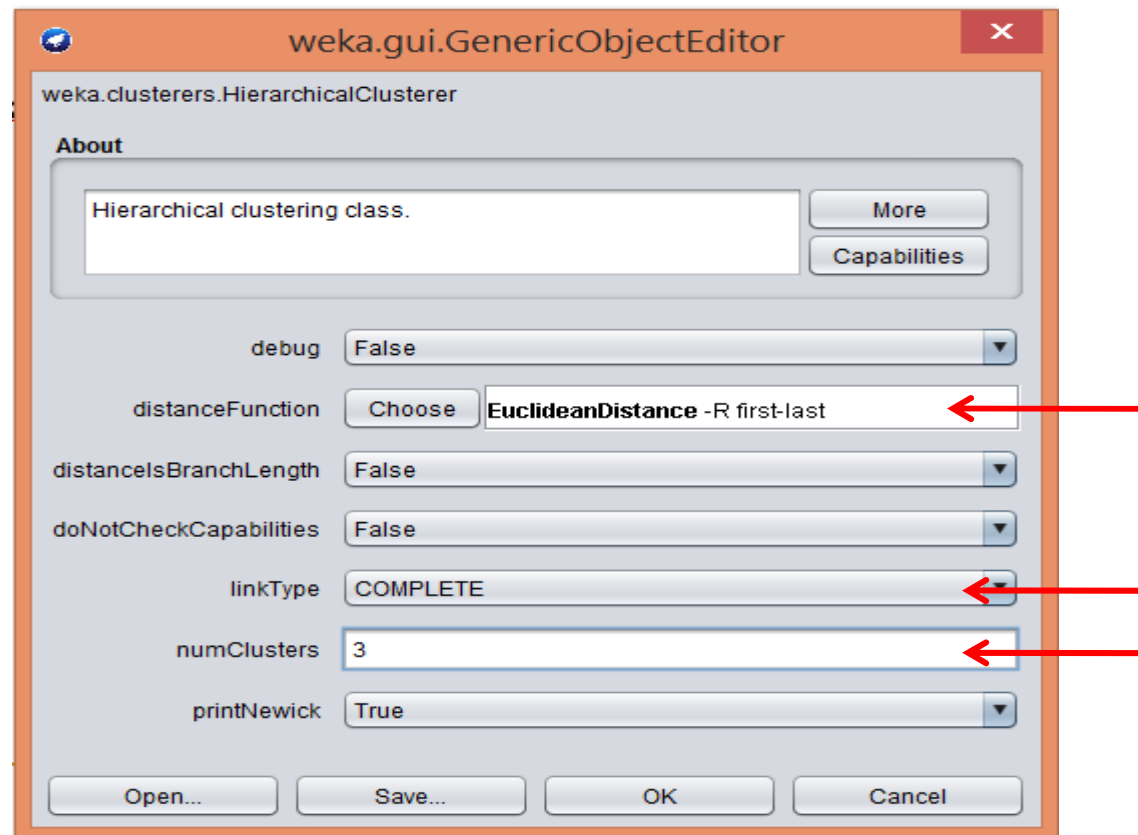 weka.gui.GenericObjectEditor
weka.clusterers.HierarchicalClusterer
About
Hierarchical clustering class.
More
Capabilities
debug False
distanceFunction Choose EuclideanDistance -R first-last
distanceIsBranchLength False
doNotCheckCapabilities False
linkType COMPLETE
numClusters 3
printNewick True
Open... Save... OK Cancel